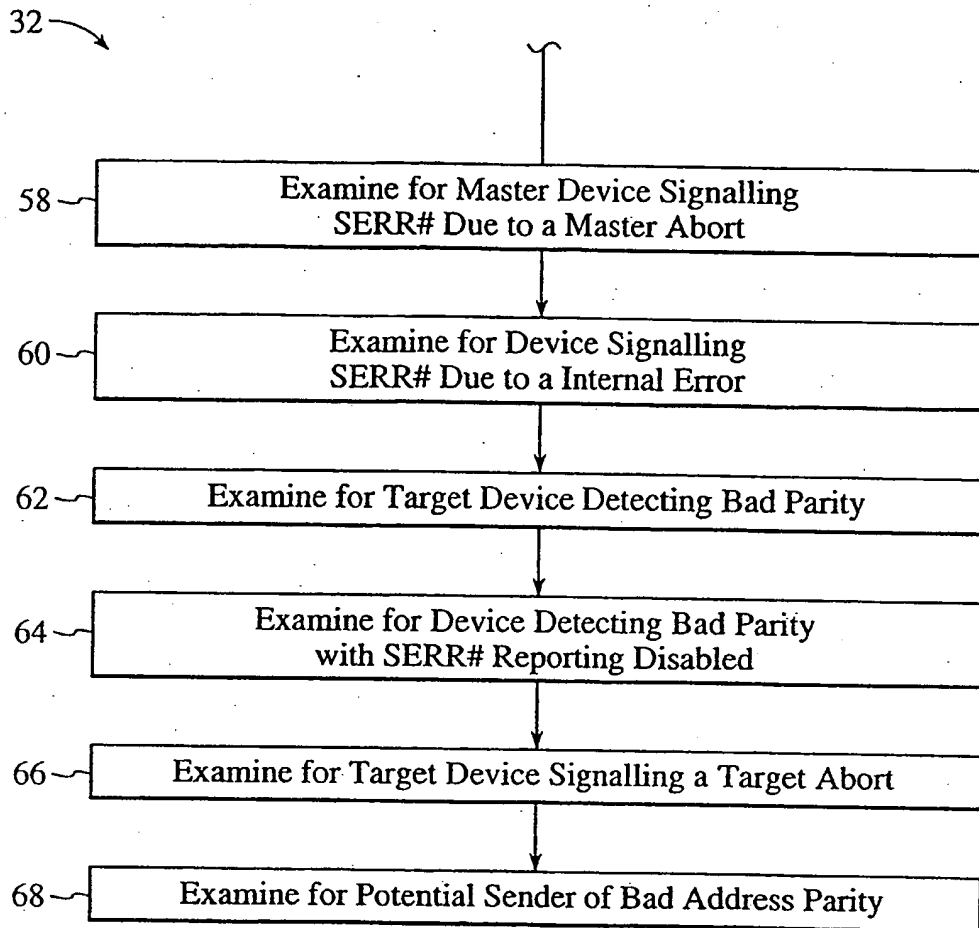 32
58
Examine for Master Device Signalling
SERR# Due to a Master Abort
60
Examine for Device Signalling
SERR# Due to a Internal Error
62
Examine for Target Device Detecting Bad Parity
64
Examine for Device Detecting Bad Parity
with SERR# Reporting Disabled
66
Examine for Target Device Signalling a Target Abort
68
Examine for Potential Sender of Bad Address Parity